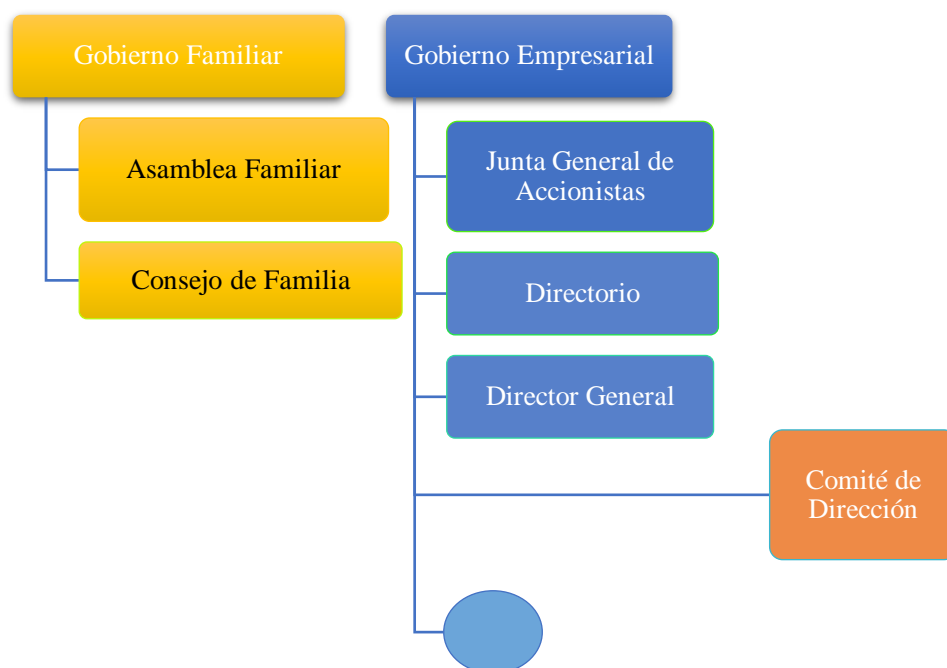 Gobierno Familiar
Asamblea Familiar
Consejo de Familia
Gobierno Empresarial
Junta General de
Accionistas
Directorio
Director General
Comité de
Dirección